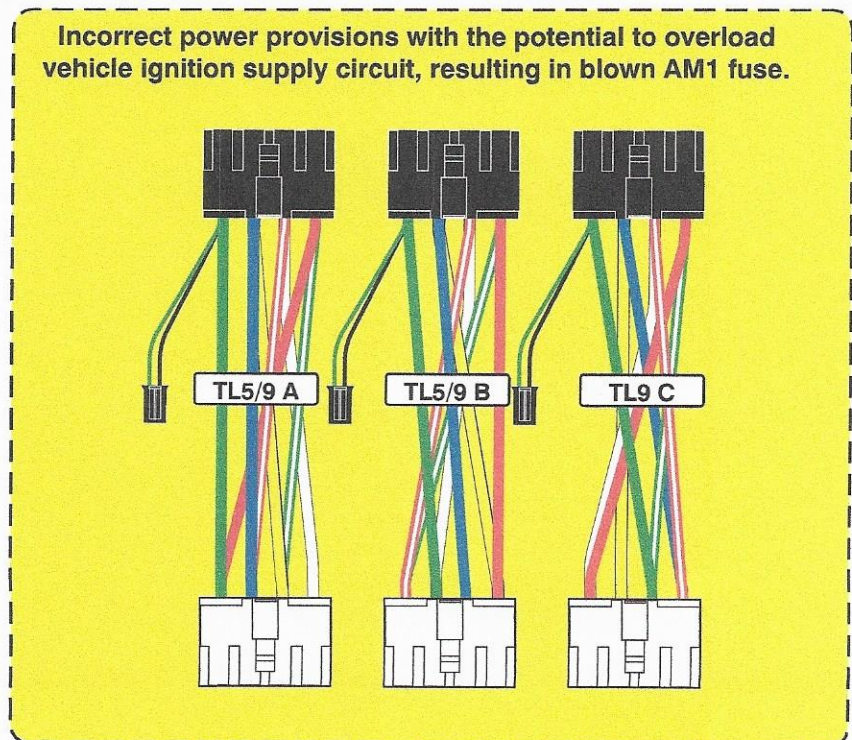 Incorrect power provisions with the potential to overload
vehicle ignition supply circuit, resulting in blown AM1 fuse.
TL5/9 A
TL5/9 B
TL9 C